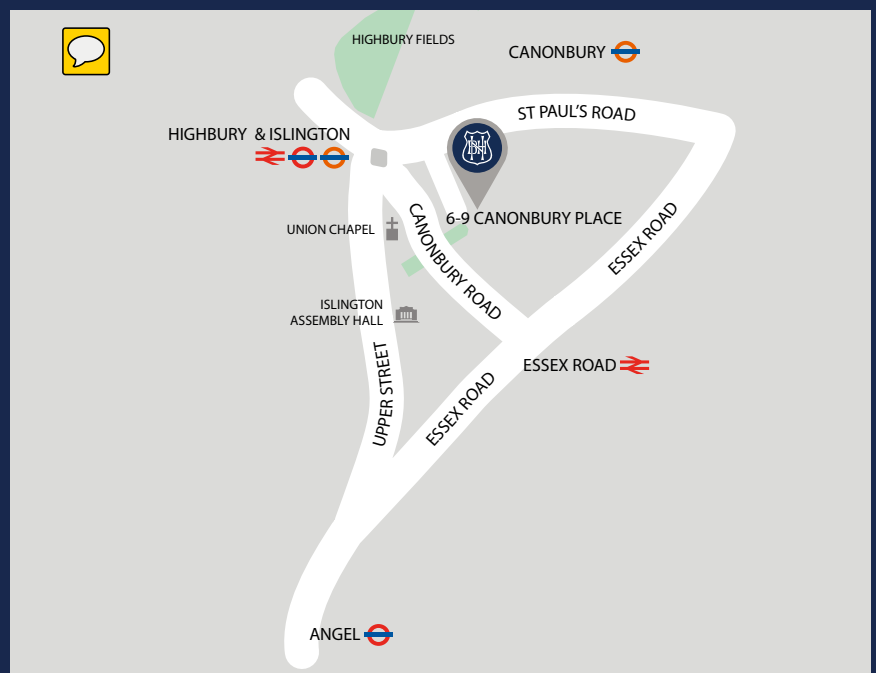 HIGHBURY FIELDS
CANONBURY
ST PAUL'S ROAD
HIGHBURY & ISLINGTON
6-9 CANONBURY PLACE
UNION CHAPEL
CANONBURY ROAD
ESSEX ROAD
ISLINGTON
ASSEMBLY HALL
UPPER STREET
ESSEX ROAD
ESSEX ROAD
ANGEL